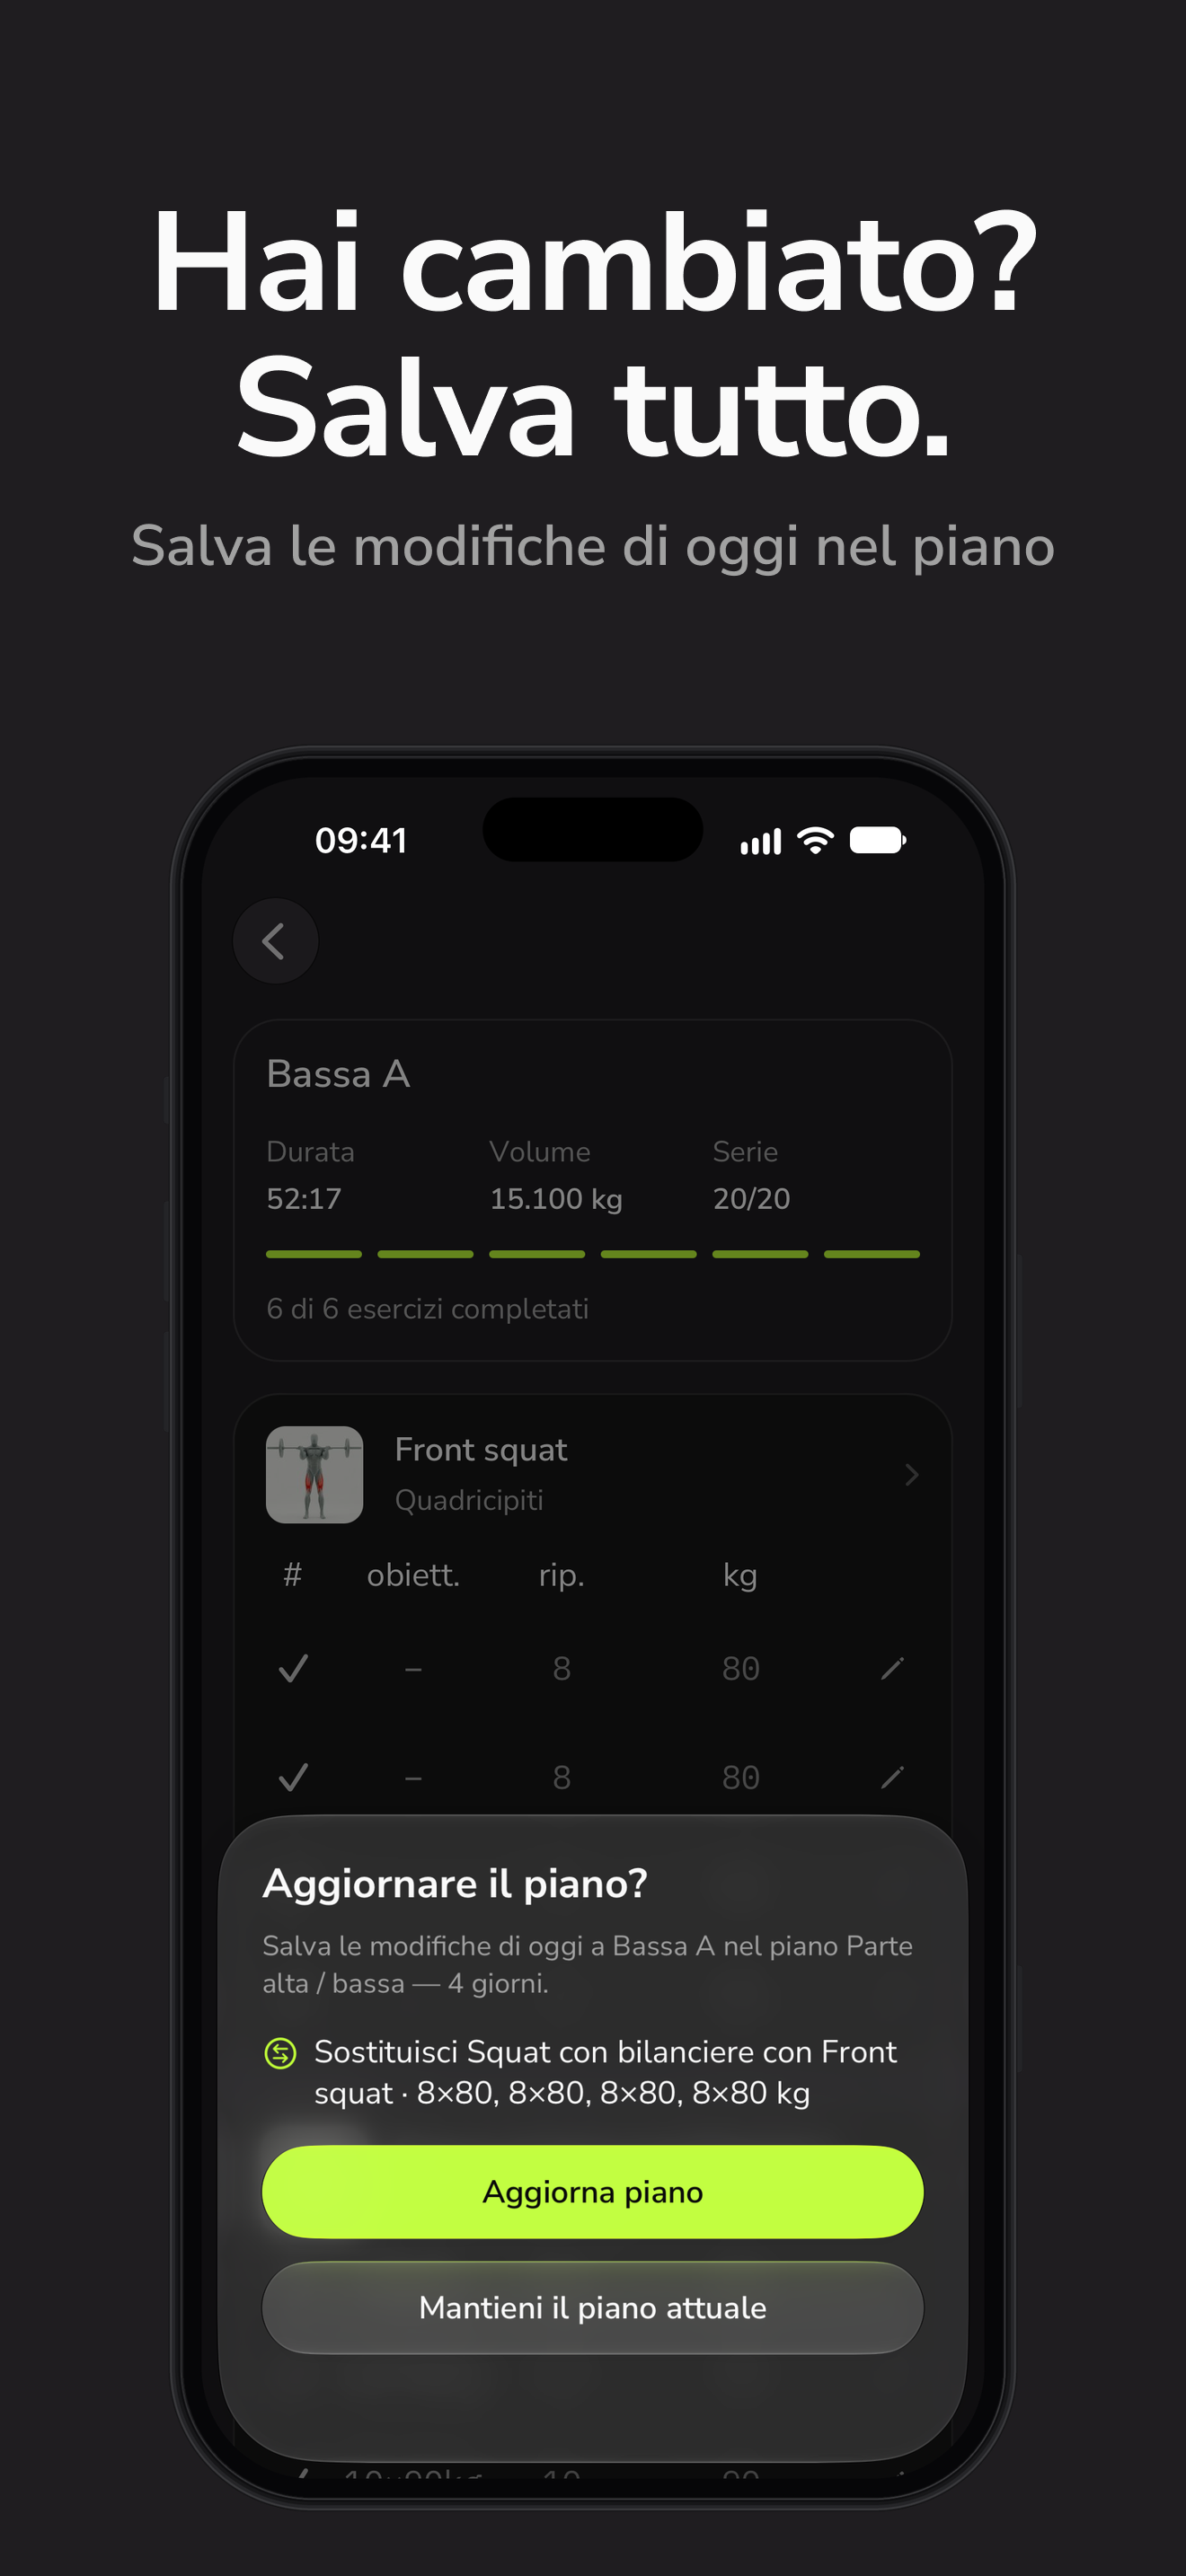 Hai cambiato?
Salva tutto.
Salva le modifiche di oggi nel piano
09:41
Bassa A
Durata Volume Serie
52:17 15.100 kg 20/20
6 di 6 esercizi completati
Front squat
Quadricipiti
# obiett. rip. kg
– 8 80
– 8 80
Aggiornare il piano?
Salva le modifiche di oggi a Bassa A nel piano Parte
alta / bassa — 4 giorni.
Sostituisci Squat con bilanciere con Front
squat · 8×80, 8×80, 8×80, 8×80 kg
Aggiorna piano
Mantieni il piano attuale